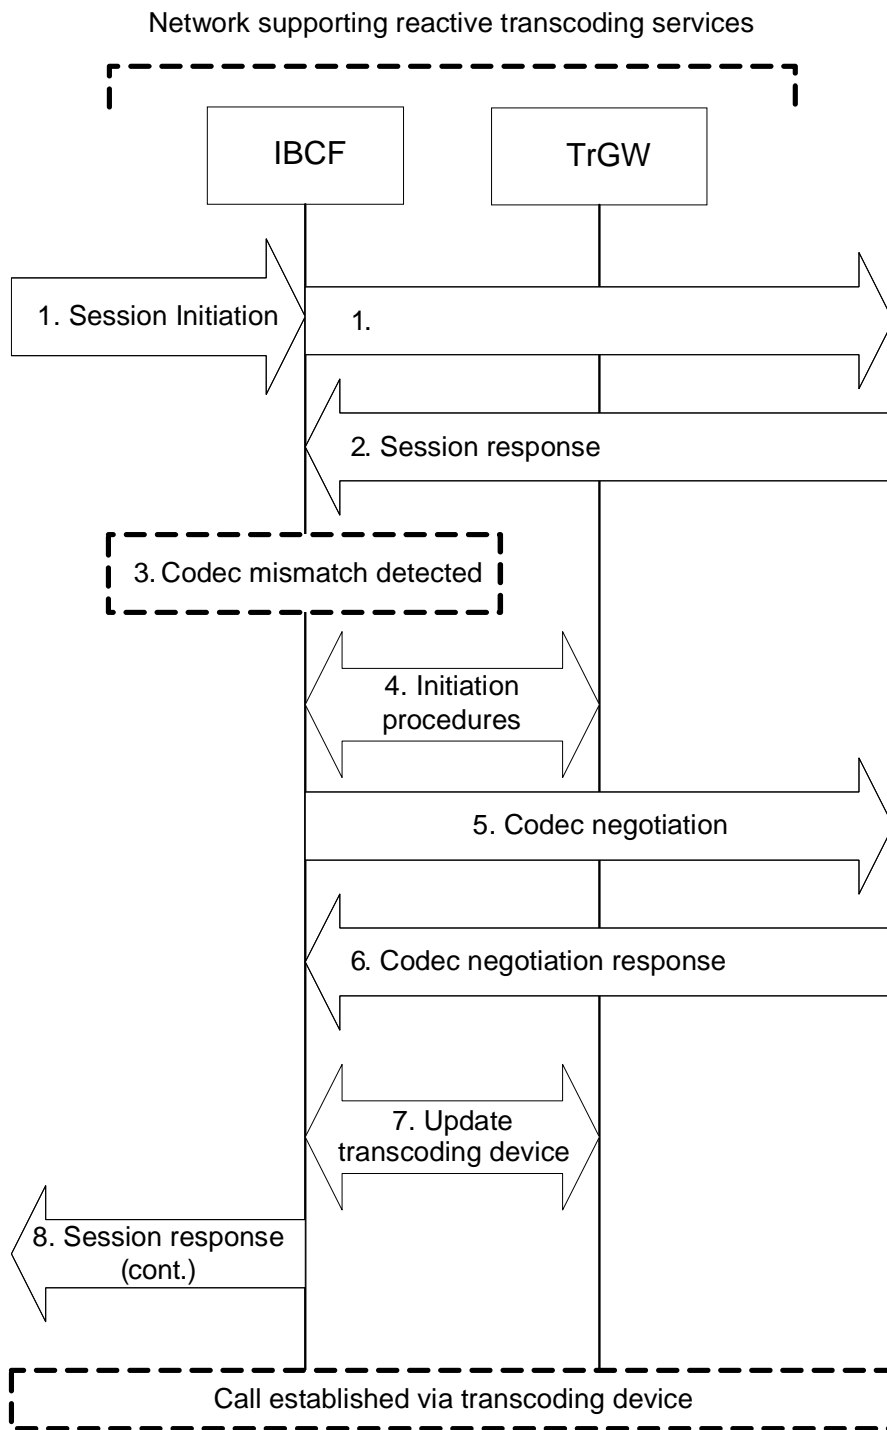 Network supporting reactive transcoding services
IBCF
TrGW
1. Session Initiation
1.
2. Session response
3. Codec mismatch detected
4. Initiation
procedures
5. Codec negotiation
6. Codec negotiation response
7. Update
transcoding device
8. Session response
(cont.)
Call established via transcoding device